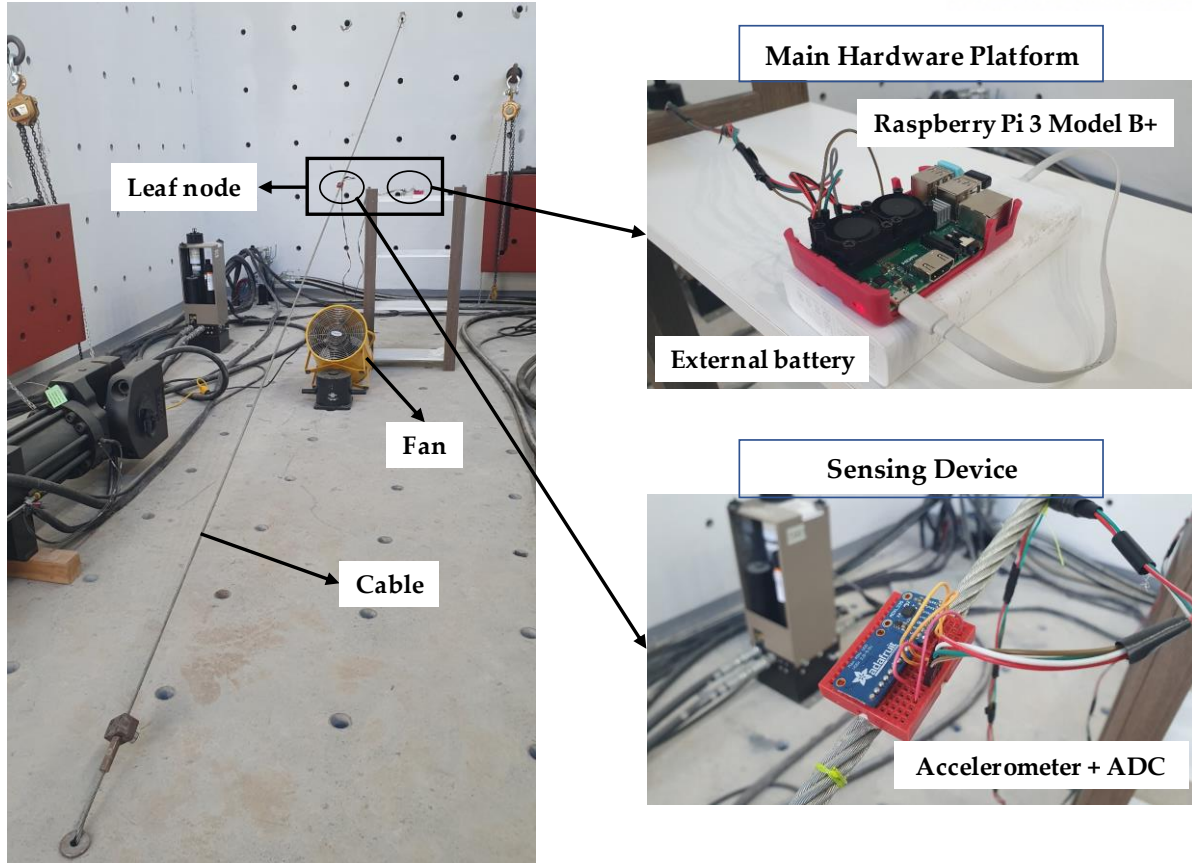 Leaf node
Fan
Cable
Main Hardware Platform
Raspberry Pi 3 Model B+
External battery
Sensing Device
adafruit
Accelerometer + ADC